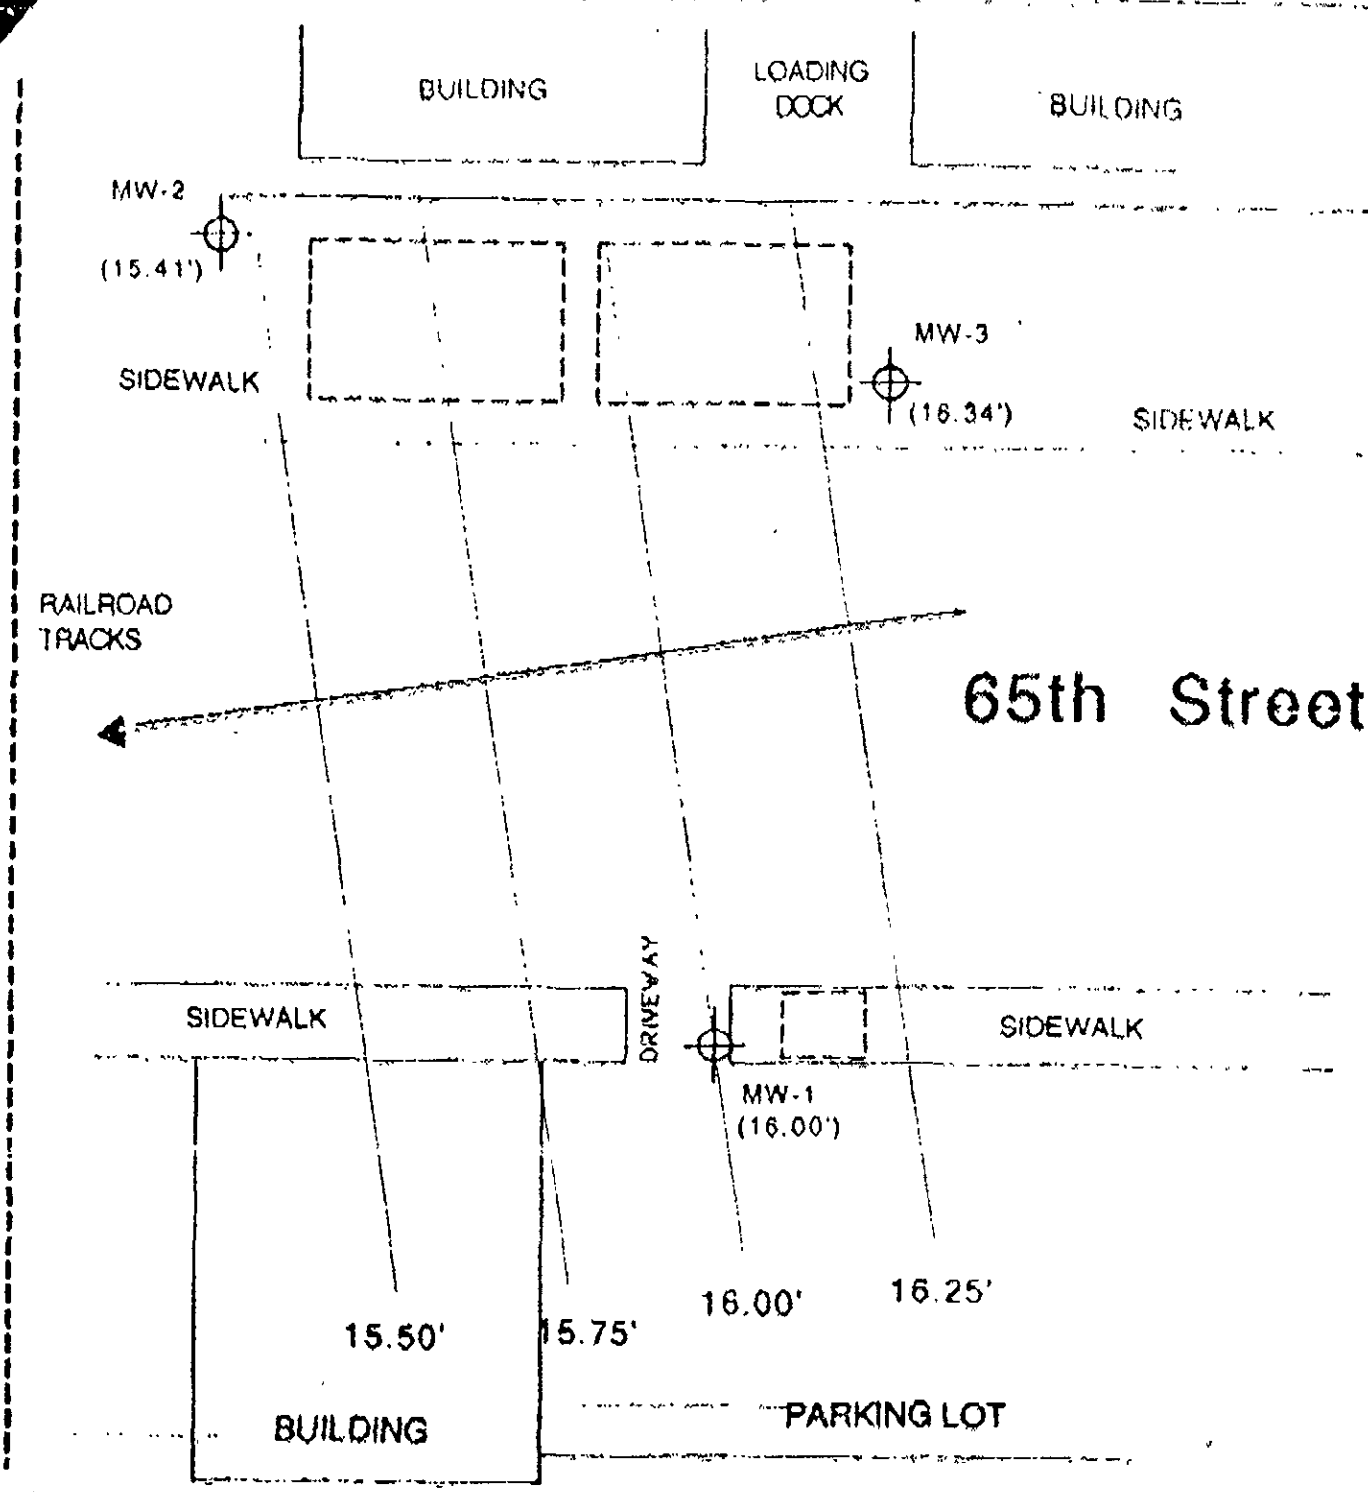 BUILDING
LOADING
DOCK
BUILDING
MW-2
(15.41')
MW-3
(16.34')
SIDEWALK
SIDEWALK
RAILROAD
TRACKS
65th Street
DRIVEWAY
SIDEWALK
SIDEWALK
MW-1
(16.00')
15.50'
15.75'
16.00'
16.25'
BUILDING
PARKING LOT